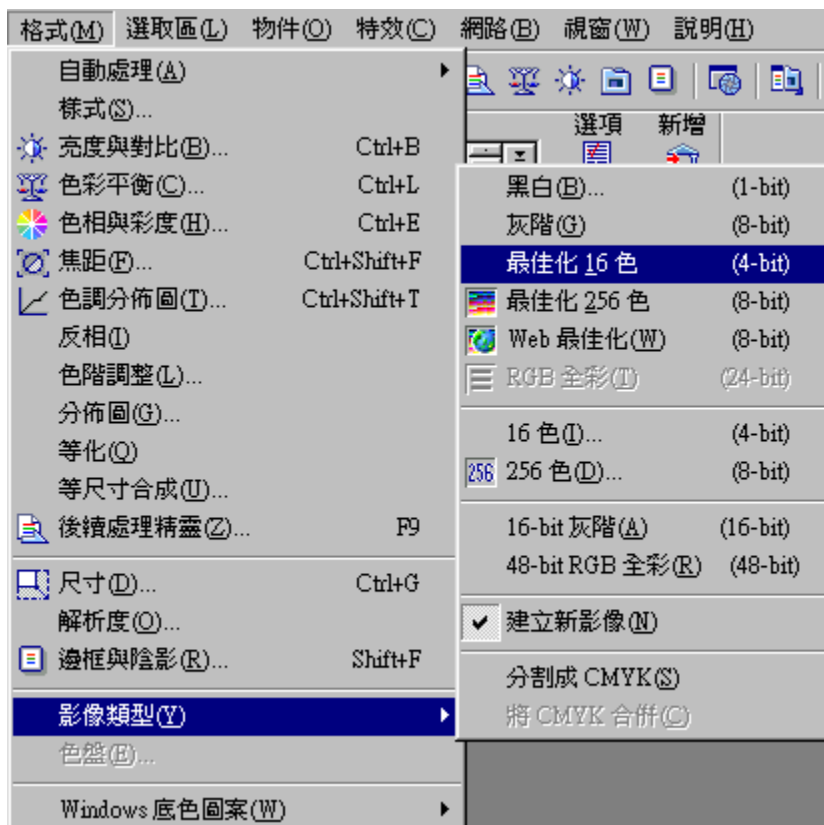 格式(M) 選取區(L) 物件(O) 特效(C) 網路(B) 視窗(W) 說明(H)
選項 新增
自動處理(A)
樣式(S)...
亮度與對比(B)... Ctrl+B
色彩平衡(C)... Ctrl+L
色相與彩度(H)... Ctrl+E
焦距(F)... Ctrl+Shift+F
色調分佈圖(T)... Ctrl+Shift+T
反相(I)
色階調整(L)...
分佈圖(G)...
等化(Q)
等尺寸合成(U)...
後續處理精靈(Z)... F9
尺寸(D)... Ctrl+G
解析度(O)...
邊框與陰影(R)... Shift+F
影像類型(Y)
色盤(E)...
Windows 底色圖案(W)
黑白(B)... (1-bit)
灰階(G) (8-bit)
最佳化 16 色 (4-bit)
最佳化 256 色 (8-bit)
Web 最佳化(W) (8-bit)
RGB 全彩(T) (24-bit)
16 色(I)... (4-bit)
256 256 色(D)... (8-bit)
16-bit 灰階(A) (16-bit)
48-bit RGB 全彩(R) (48-bit)
建立新影像(N)
分割成 CMYK(S)
將 CMYK 合併(C)